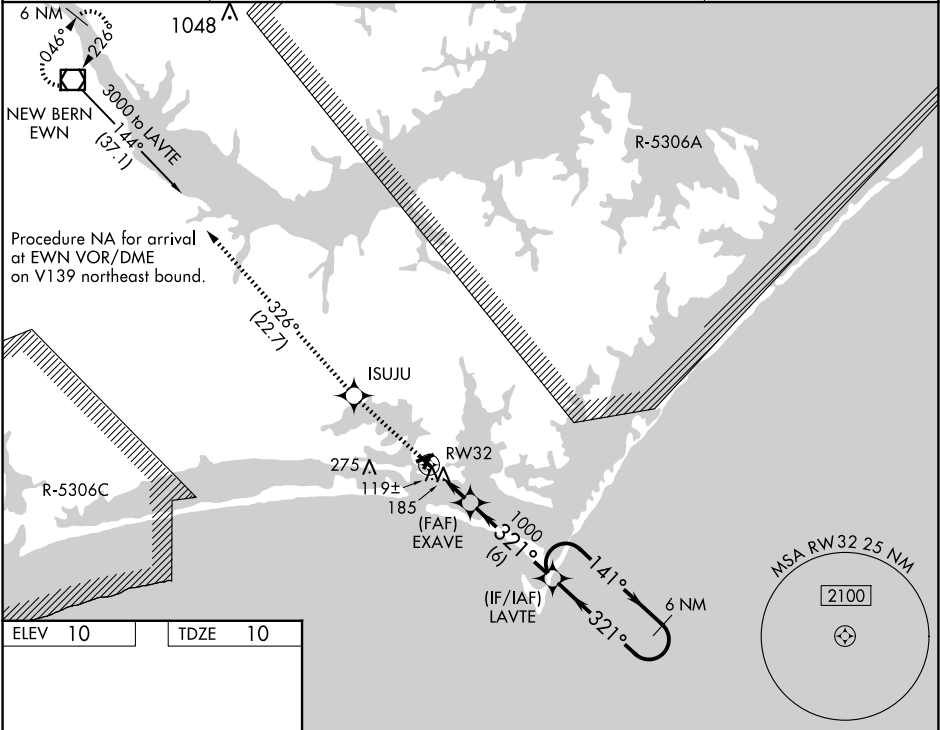 6 NM
046°
226°
1048
NEW BERN
EWN
3000 to LAVTE
144°
(37.1)
R-5306A
Procedure NA for arrival
at EWN VOR/DME
on V139 northeast bound.
326°
(22.7)
ISUJU
RW32
275
119±
185
R-5306C
(FAF)
EXAVE
1000
321°
(6)
141°
6 NM
321°
(IF/IAF)
LAVTE
MSA RW32 25 NM
2100
ELEV 10
TDZE 10